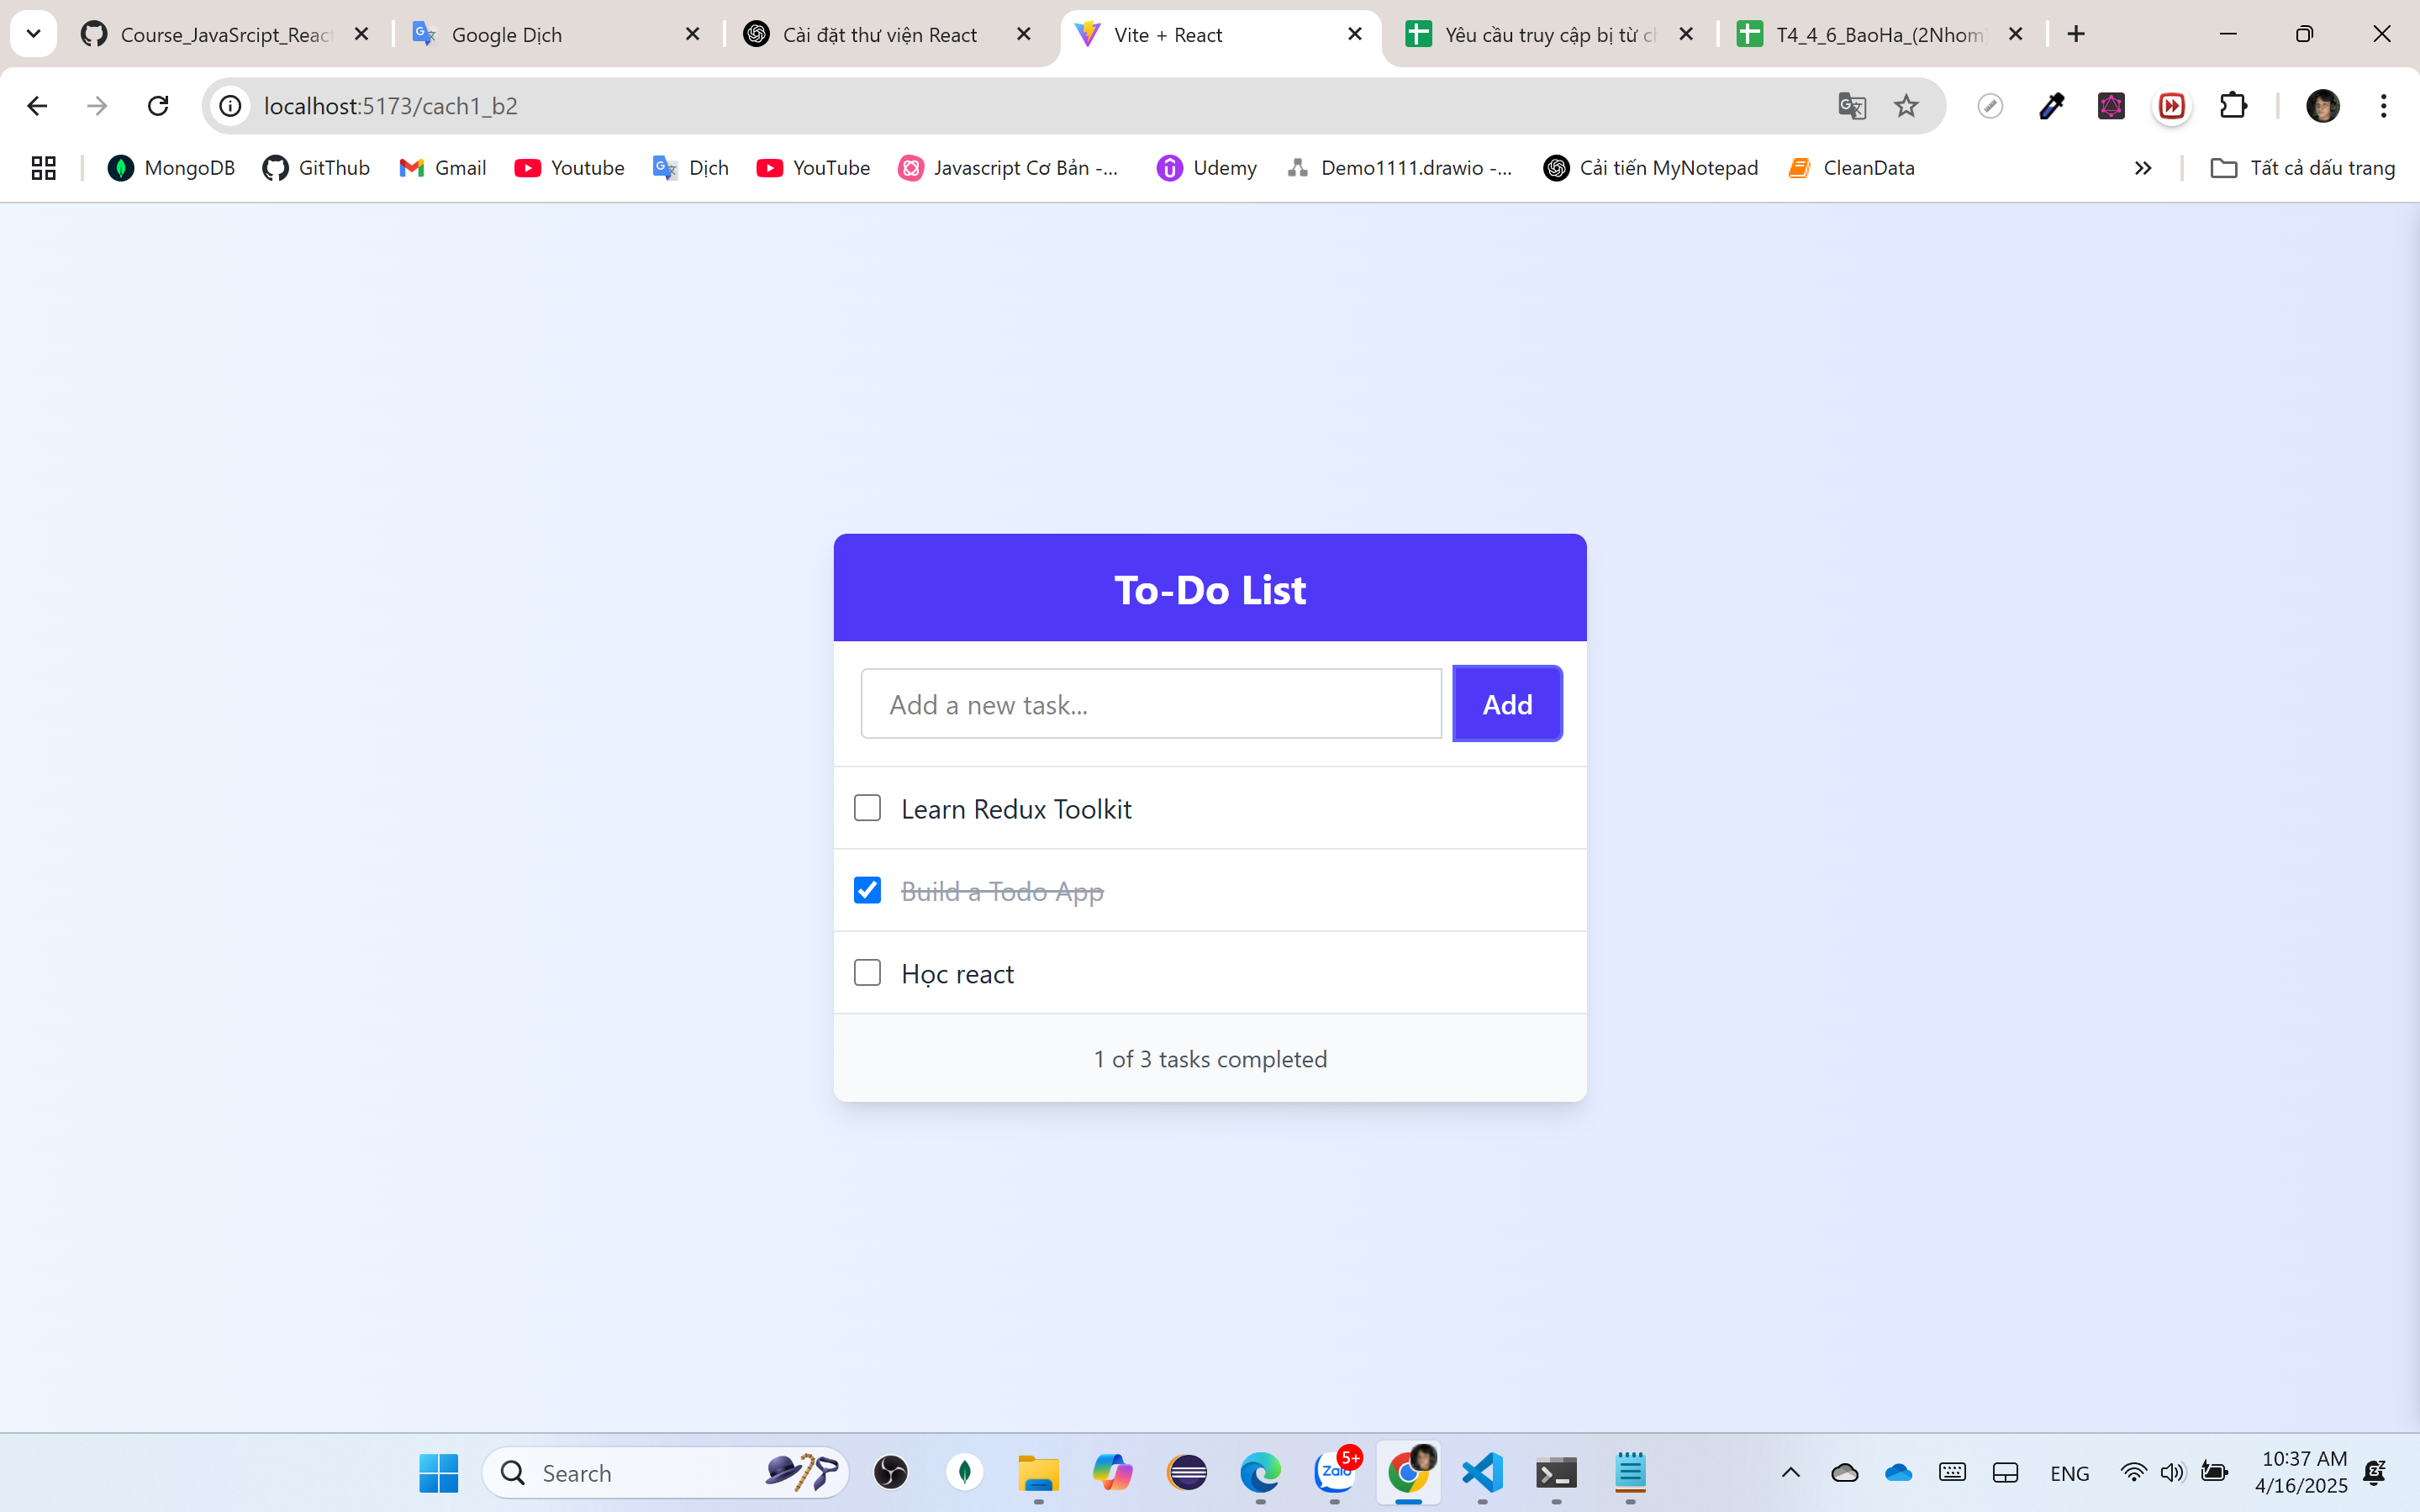 Course_JavaSrcipt_Reac
Google Dịch
Cài đặt thư viện React
Vite + React
Yêu cầu truy cập bị từ ch
T4_4_6_BaoHa_(2Nhom
localhost:5173/cach1_b2
MongoDB
GitThub
Gmail
Youtube
Dịch
YouTube
Javascript Cơ Bản -...
Udemy
Demo1111.drawio -...
Cải tiến MyNotepad
CleanData
Tất cả dấu trang
To-Do List
Add a new task...
Add
Learn Redux Toolkit
Build a Todo App
Học react
1 of 3 tasks completed
Search
Zalo
5+
ENG
10:37 AM
4/16/2025